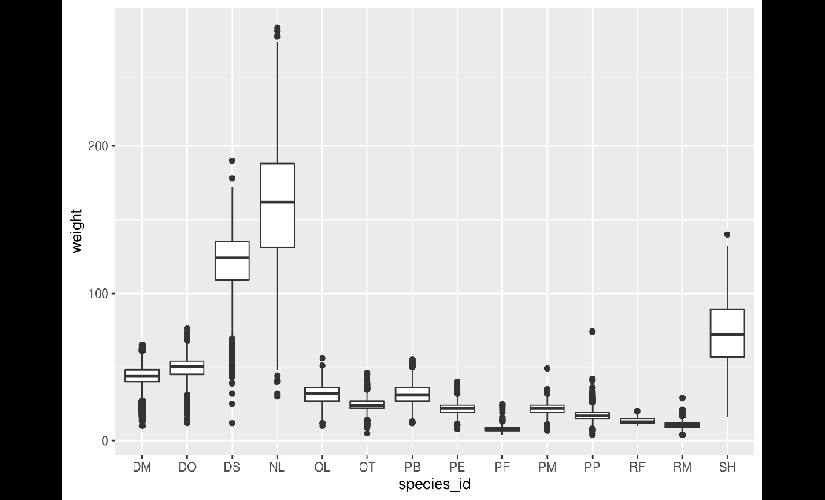 weight
200
100
0
DM DO DS NL OL OT PB PE PF PM PP RF RM SH
species_id